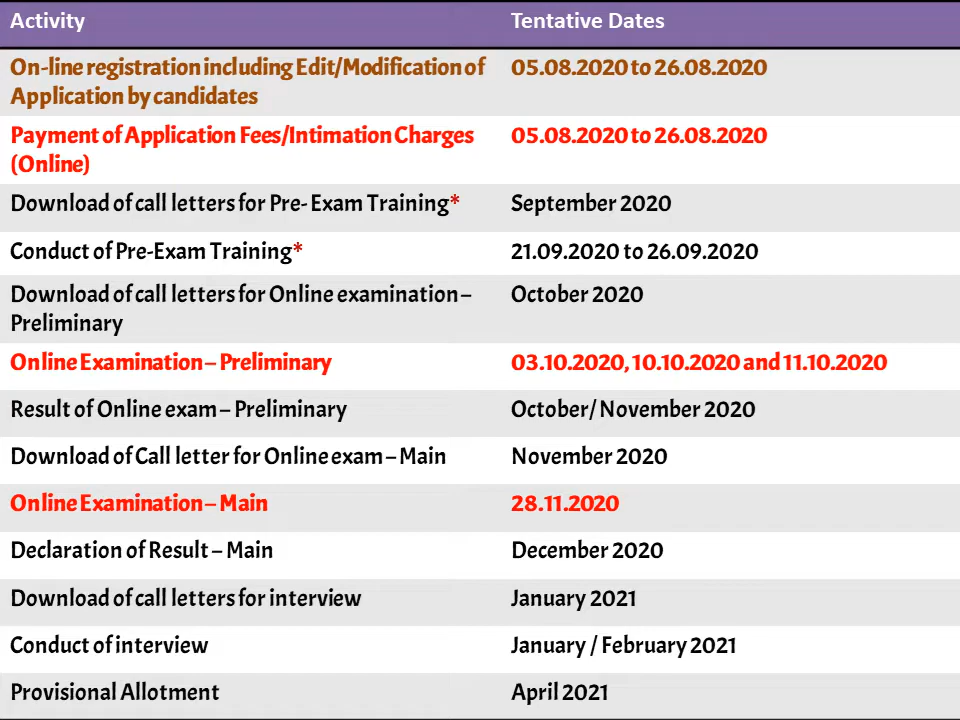 Activity Tentative Dates
On-line registration including Edit/Modification of 05.08.2020 to 26.08.2020
Application by candidates
Payment of Application Fees/Intimation Charges 05.08.2020 to 26.08.2020
(Online)
Download of call letters for Pre- Exam Training* September 2020
Conduct of Pre-Exam Training* 21.09.2020 to 26.09.2020
Download of call letters for Online examination – October 2020
Preliminary
Online Examination – Preliminary 03.10.2020, 10.10.2020 and 11.10.2020
Result of Online exam – Preliminary October/ November 2020
Download of Call letter for Online exam – Main November 2020
Online Examination – Main 28.11.2020
Declaration of Result – Main December 2020
Download of call letters for interview January 2021
Conduct of interview January / February 2021
Provisional Allotment April 2021